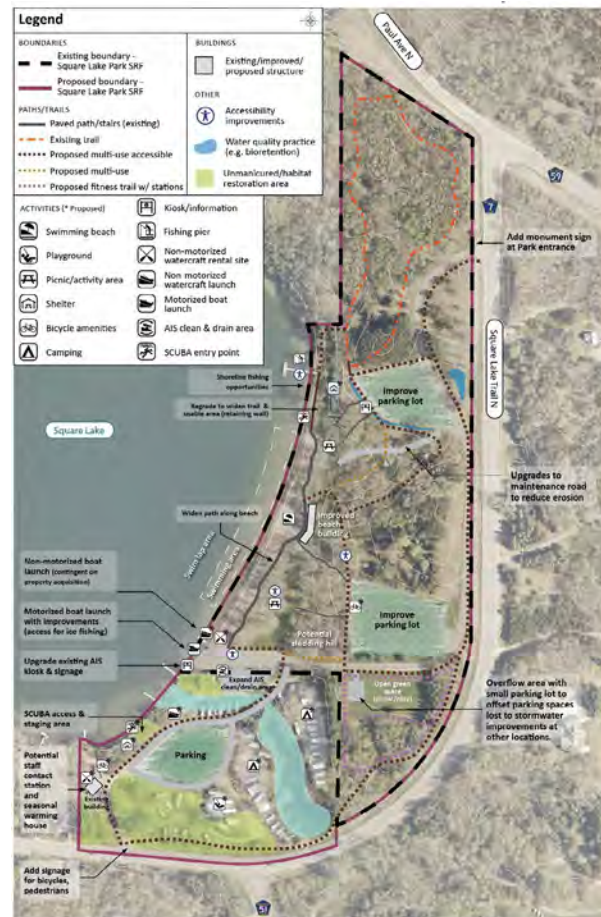 Legend
BOUNDARIES
Existing boundary -
Square Lake Park SRF
Proposed boundary -
Square Lake Park SRF
PATHS/TRAILS
Paved path/stairs (existing)
Existing trail
Proposed multi-use accessible
Proposed multi-use
Proposed fitness trail w/ stations
BUILDINGS
Existing/improved/
proposed structure
OTHER
Accessibility
improvements
Water quality practice
(e.g. bioretention)
Unmanicured/habitat
restoration area
ACTIVITIES (* Proposed)
Swimming beach
Playground
Picnic/activity area
Shelter
Bicycle amenities
Camping
Kiosk/information
Fishing pier
Non-motorized
watercraft rental site
Non motorized
watercraft launch
Motorized boat
launch
AIS clean & drain area
SCUBA entry point
Paul Ave N
59
7
Add monument sign
at Park entrance
Square Lake Trail N
Shoreline fishing
opportunities
Improve
parking lot
Regrade to widen trail &
usable area (retaining wall)
Square Lake
Upgrades to
maintenance road
to reduce erosion
Widen path along beach
Improved
beach
building
Swim lap area
Swimming area
Non-motorized boat
launch (contingent on
property acquisition)
Improve
parking lot
Motorized boat launch
with improvements
(access for ice fishing)
Potential
sledding hill
Upgrade existing AIS
kiosk & signage
Expand AIS
clean/drain area
Open green
space
Overflow area with
small parking lot to
offset parking spaces
lost to stormwater
improvements at
other locations.
SCUBA access &
staging area
Parking
Potential
staff
contact
station
and
seasonal
warming
house
Existing
building
Add signage
for bicycles,
pedestrians
51